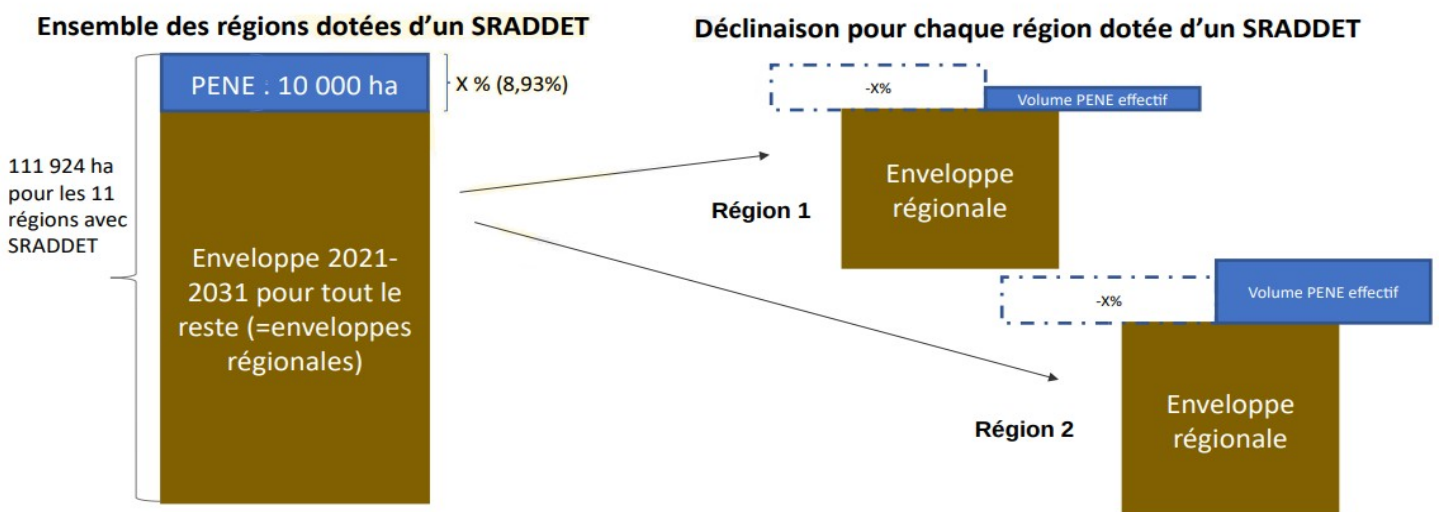 Ensemble des régions dotées d’un SRADDET
PENE : 10 000 ha
X % (8,93%)
111 924 ha
pour les 11
régions avec
SRADDET
Enveloppe 2021-
2031 pour tout le
reste (=enveloppes
régionales)
Déclinaison pour chaque région dotée d’un SRADDET
-X%
Volume PENE effectif
Enveloppe
régionale
Région 1
-X%
Volume PENE effectif
Enveloppe
régionale
Région 2